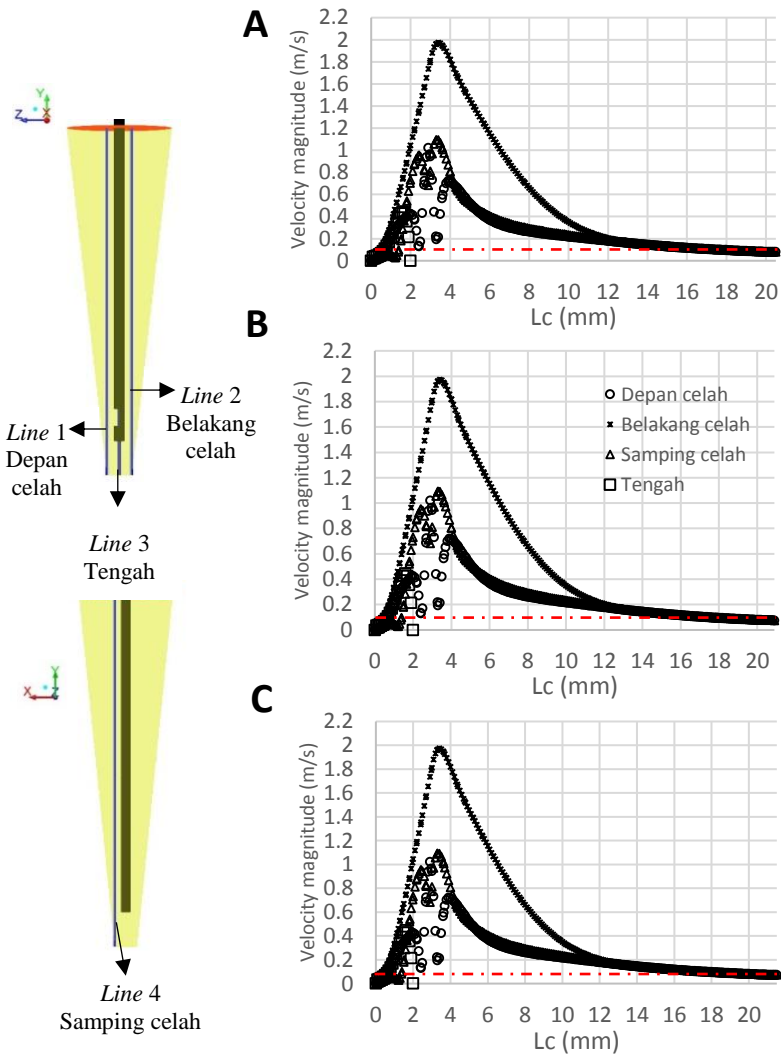 Y
Z
X
Line 1
Depan
celah
Line 2
Belakang
celah
Line 3
Tengah
Y
X
Z
Line 4
Samping celah
A
Velocity magnitude (m/s)
2.2
2
1.8
1.6
1.4
1.2
1
0.8
0.6
0.4
0.2
0
0 2 4 6 8 10 12 14 16 18 20
Lc (mm)
B
Velocity magnitude (m/s)
2.2
2
1.8
1.6
1.4
1.2
1
0.8
0.6
0.4
0.2
0
Depan celah
Belakang celah
Samping celah
Tengah
0 2 4 6 8 10 12 14 16 18 20
Lc (mm)
C
Velocity magnitude (m/s)
2.2
2
1.8
1.6
1.4
1.2
1
0.8
0.6
0.4
0.2
0
0 2 4 6 8 10 12 14 16 18 20
Lc (mm)